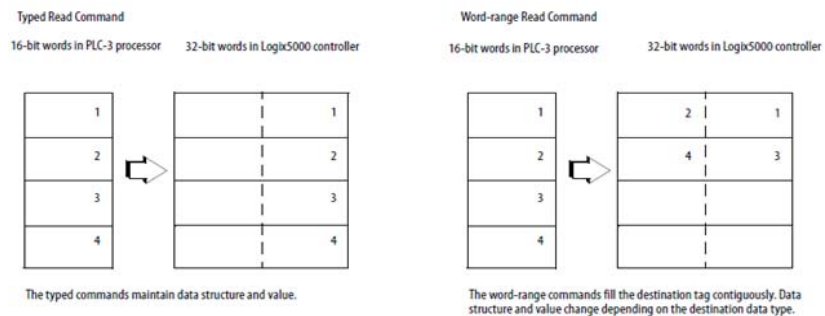 Typed Read Command
16-bit words in PLC-3 processor
32-bit words in Logix5000 controller
1
1
2
2
3
3
4
4
The typed commands maintain data structure and value.
Word-range Read Command
16-bit words in PLC-3 processor
32-bit words in Logix5000 controller
1
2
1
2
4
3
3
4
The word-range commands fill the destination tag contiguously. Data
structure and value change depending on the destination data type.